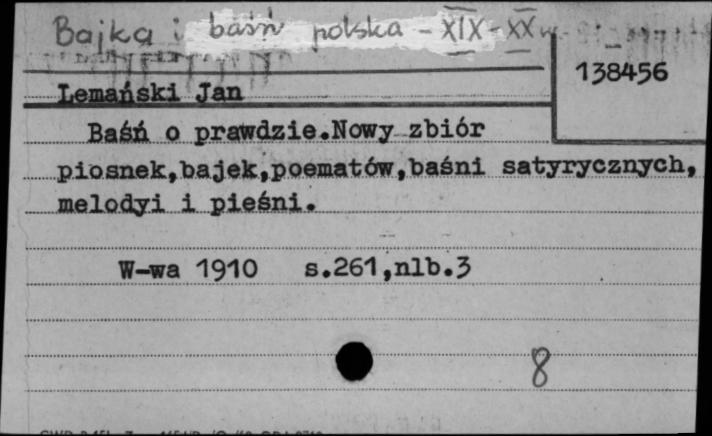 Bajka i baśń polska - XIX - XX w.
138456
Lemański Jan
Baśń o prawdzie.Nowy zbiór
piosnek,bajek,poematów,baśni satyrycznych,
melodyi i pieśni.
W-wa 1910 s.261,nlb.3
8